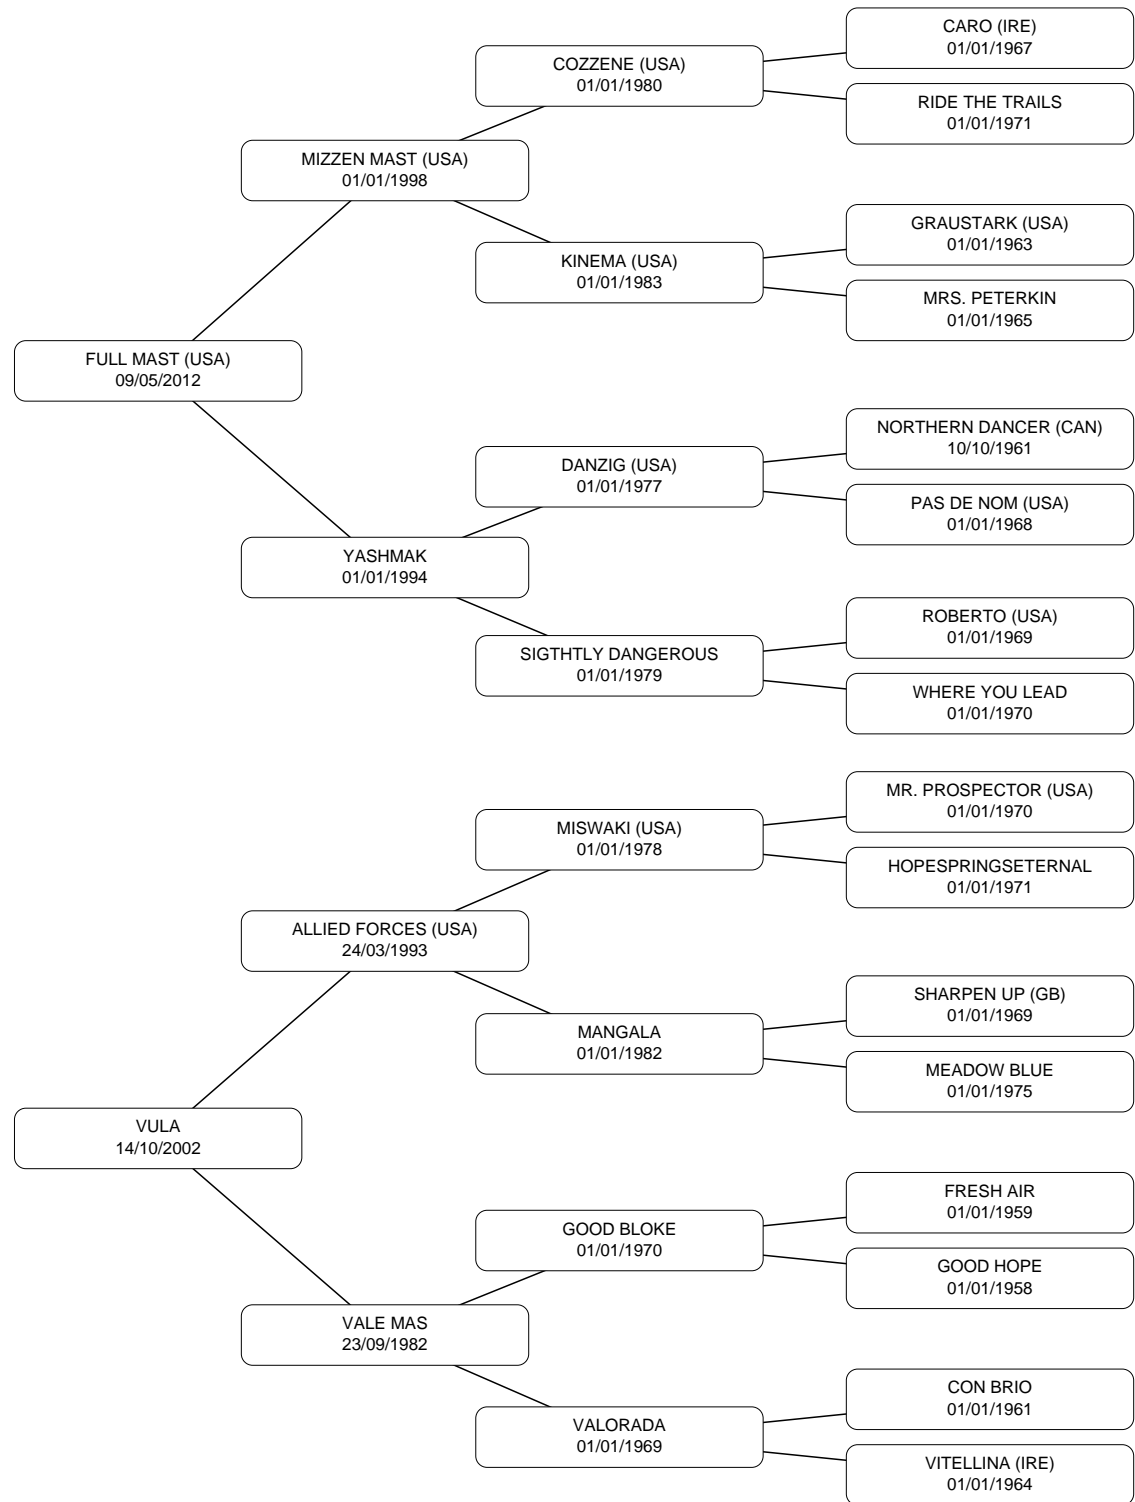 CARO (IRE)
01/01/1967
COZZENE (USA)
01/01/1980
RIDE THE TRAILS
01/01/1971
MIZZEN MAST (USA)
01/01/1998
GRAUSTARK (USA)
01/01/1963
KINEMA (USA)
01/01/1983
MRS. PETERKIN
01/01/1965
FULL MAST (USA)
09/05/2012
NORTHERN DANCER (CAN)
10/10/1961
DANZIG (USA)
01/01/1977
PAS DE NOM (USA)
01/01/1968
YASHMAK
01/01/1994
ROBERTO (USA)
01/01/1969
SIGTHTLY DANGEROUS
01/01/1979
WHERE YOU LEAD
01/01/1970
MR. PROSPECTOR (USA)
01/01/1970
MISWAKI (USA)
01/01/1978
HOPESPRINGSETERNAL
01/01/1971
ALLIED FORCES (USA)
24/03/1993
SHARPEN UP (GB)
01/01/1969
MANGALA
01/01/1982
MEADOW BLUE
01/01/1975
VULA
14/10/2002
FRESH AIR
01/01/1959
GOOD BLOKE
01/01/1970
GOOD HOPE
01/01/1958
VALE MAS
23/09/1982
CON BRIO
01/01/1961
VALORADA
01/01/1969
VITELLINA (IRE)
01/01/1964